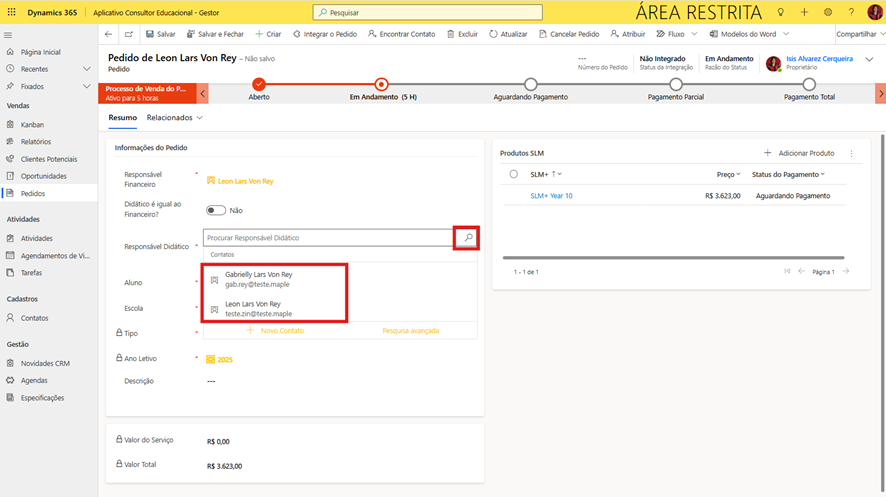 Dynamics 365
Aplicativo Consultor Educacional - Gestor
Pesquisar
ÁREA RESTRITA
Salvar
Salvar e Fechar
Criar
Integrar o Pedido
Encontrar Contato
Excluir
Atualizar
Cancelar Pedido
Atribuir
Fluxo
Modelos do Word
Compartilhar
Página Inicial
Recentes
Fixados
Vendas
Kanban
Relatórios
Clientes Potenciais
Oportunidades
Pedidos
Atividades
Atividades
Agendamentos de Vi...
Tarefas
Cadastros
Contatos
Gestão
Novidades CRM
Agendas
Especificações
Pedido de Leon Lars Von Rey - Não salvo
Pedido
---
Número do Pedido
Não Integrado
Status da Integração
Em Andamento
Razão do Status
Isis Alvarez Cerqueira
Proprietário
Processo de Venda do P...
Ativo para 5 horas
Aberto
Em Andamento (5 H)
Aguardando Pagamento
Pagamento Parcial
Pagamento Total
Resumo
Relacionados
Informações do Pedido
Responsável Financeiro
*
Leon Lars Von Rey
Didático é igual ao Financeiro?
Não
Responsável Didático *
Procurar Responsável Didático
Contatos
Gabrielly Lars Von Rey
gab.rey@teste.maple
Leon Lars Von Rey
teste.zin@teste.maple
Novo Contato
Pesquisa avançada
Aluno *
Escola *
Tipo *
Ano Letivo *
2025
Descrição
---
Valor do Serviço
R$ 0,00
Valor Total
R$ 3.623,00
Produtos SLM
Adicionar Produto
SLM+
Preço
Status do Pagamento
SLM+ Year 10
R$ 3.623,00
Aguardando Pagamento
1 - 1 de 1
Página 1